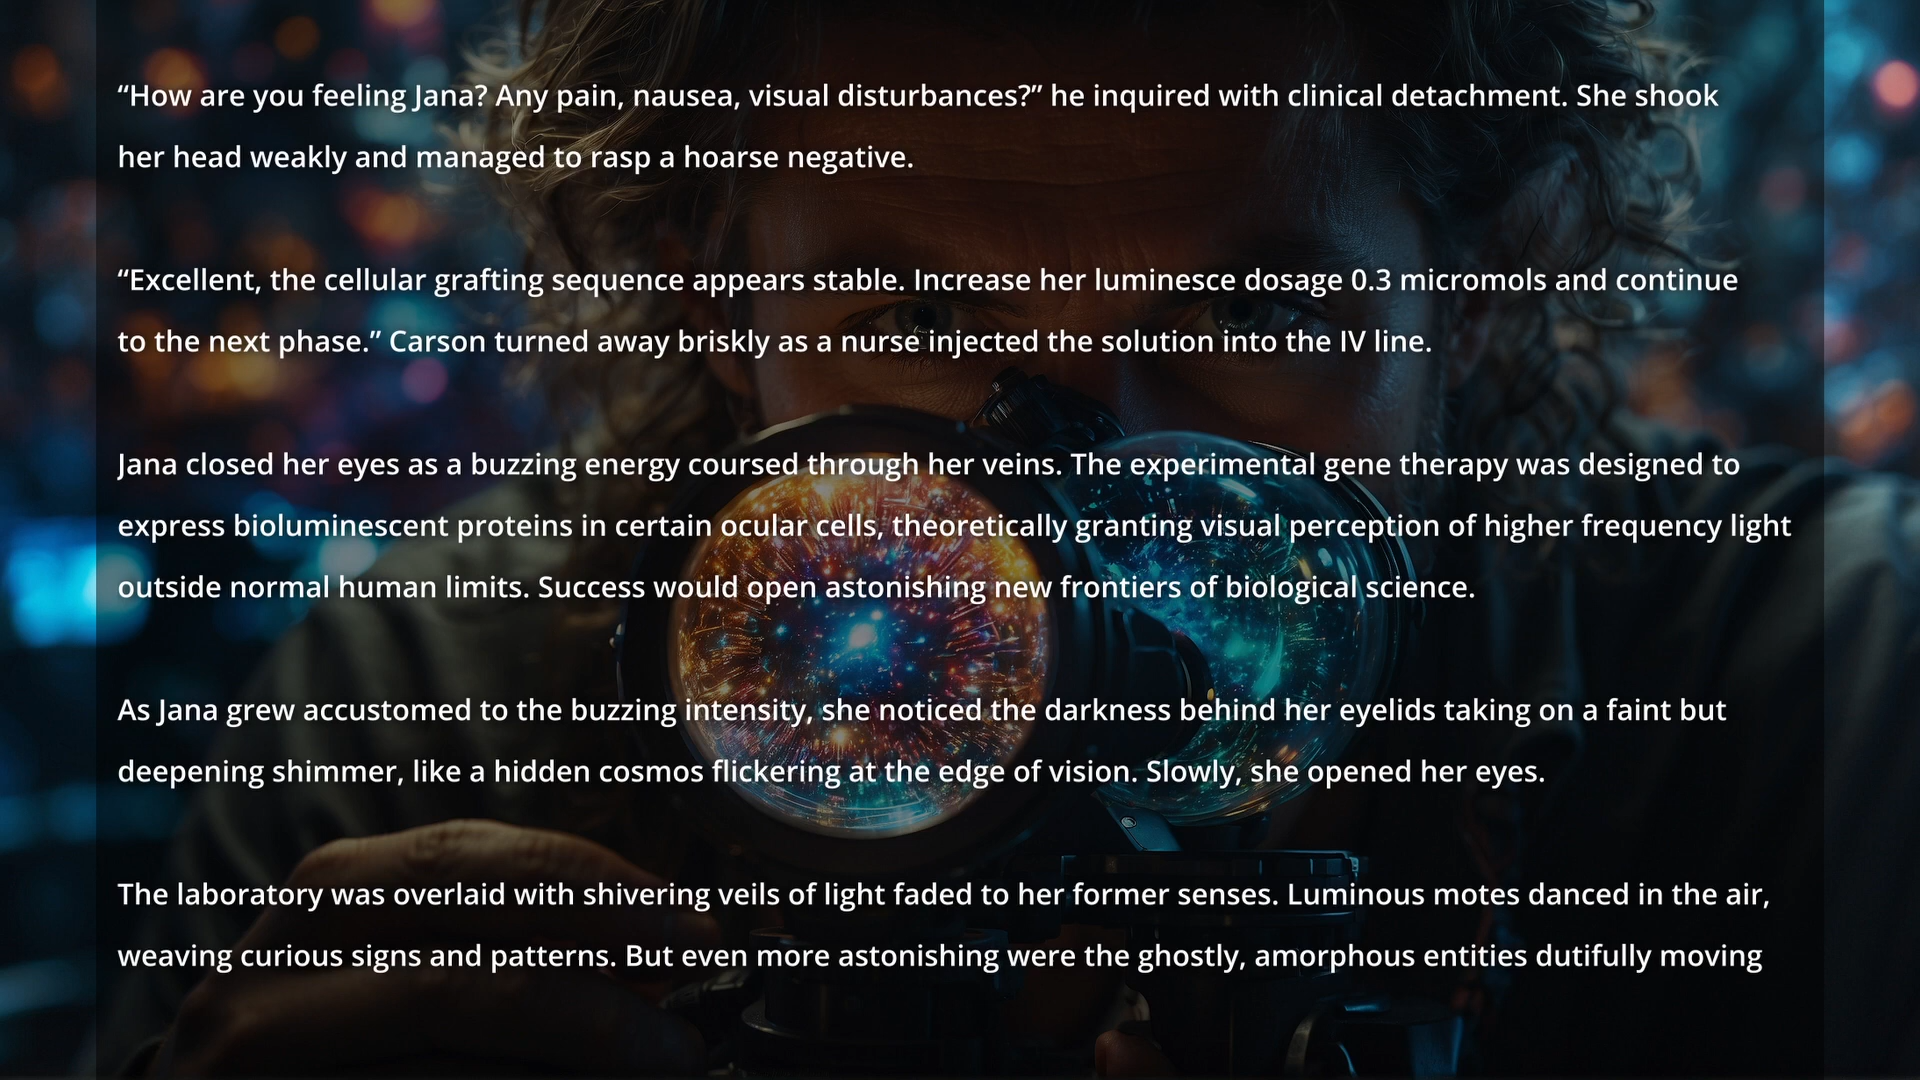 “How are you feeling Jana? Any pain, nausea, visual disturbances?” he inquired with clinical detachment. She shook
her head weakly and managed to rasp a hoarse negative.
“Excellent, the cellular grafting sequence appears stable. Increase her luminesce dosage 0.3 micromols and continue
to the next phase.” Carson turned away briskly as a nurse injected the solution into the IV line.
Jana closed her eyes as a buzzing energy coursed through her veins. The experimental gene therapy was designed to
express bioluminescent proteins in certain ocular cells, theoretically granting visual perception of higher frequency light
outside normal human limits. Success would open astonishing new frontiers of biological science.
As Jana grew accustomed to the buzzing intensity, she noticed the darkness behind her eyelids taking on a faint but
deepening shimmer, like a hidden cosmos flickering at the edge of vision. Slowly, she opened her eyes.
The laboratory was overlaid with shivering veils of light faded to her former senses. Luminous motes danced in the air,
weaving curious signs and patterns. But even more astonishing were the ghostly, amorphous entities dutifully moving